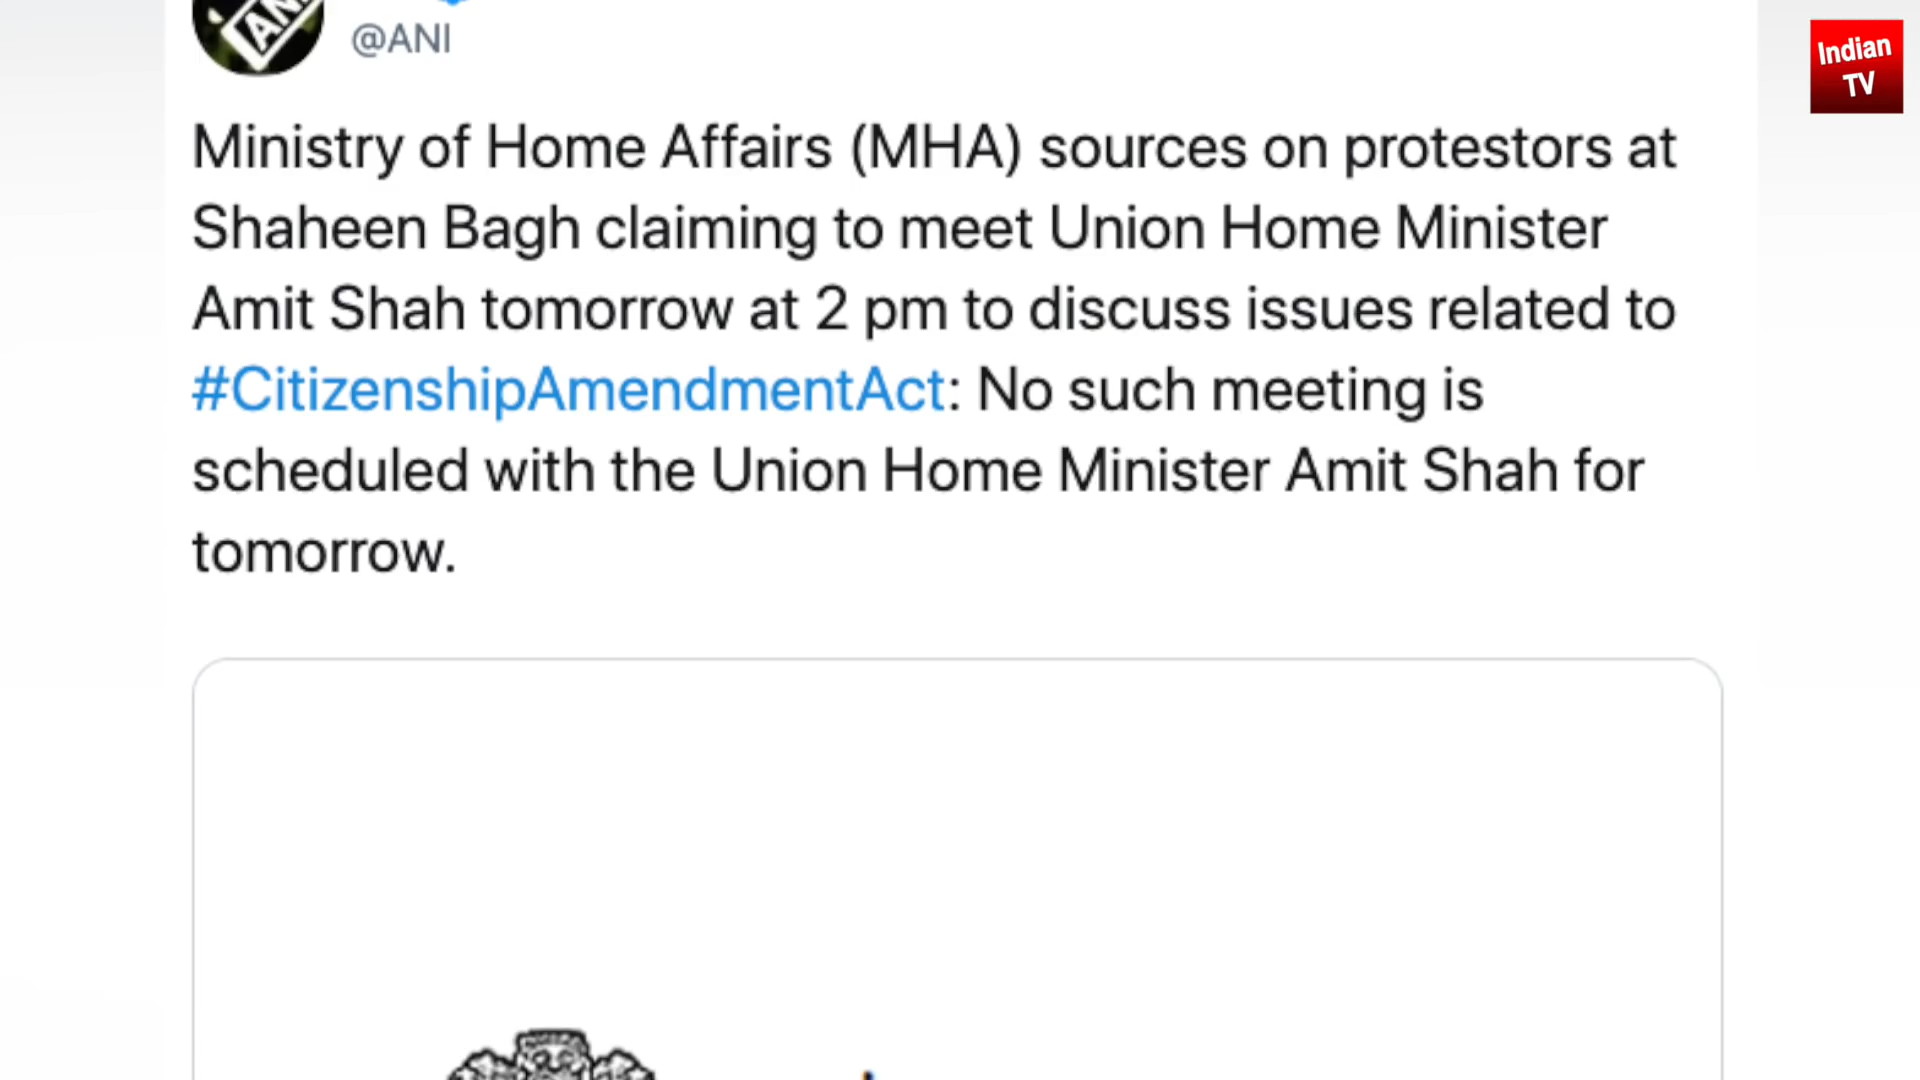 ANI
@ANI
Indian
TV
Ministry of Home Affairs (MHA) sources on protestors at
Shaheen Bagh claiming to meet Union Home Minister
Amit Shah tomorrow at 2 pm to discuss issues related to
#CitizenshipAmendmentAct: No such meeting is
scheduled with the Union Home Minister Amit Shah for
tomorrow.